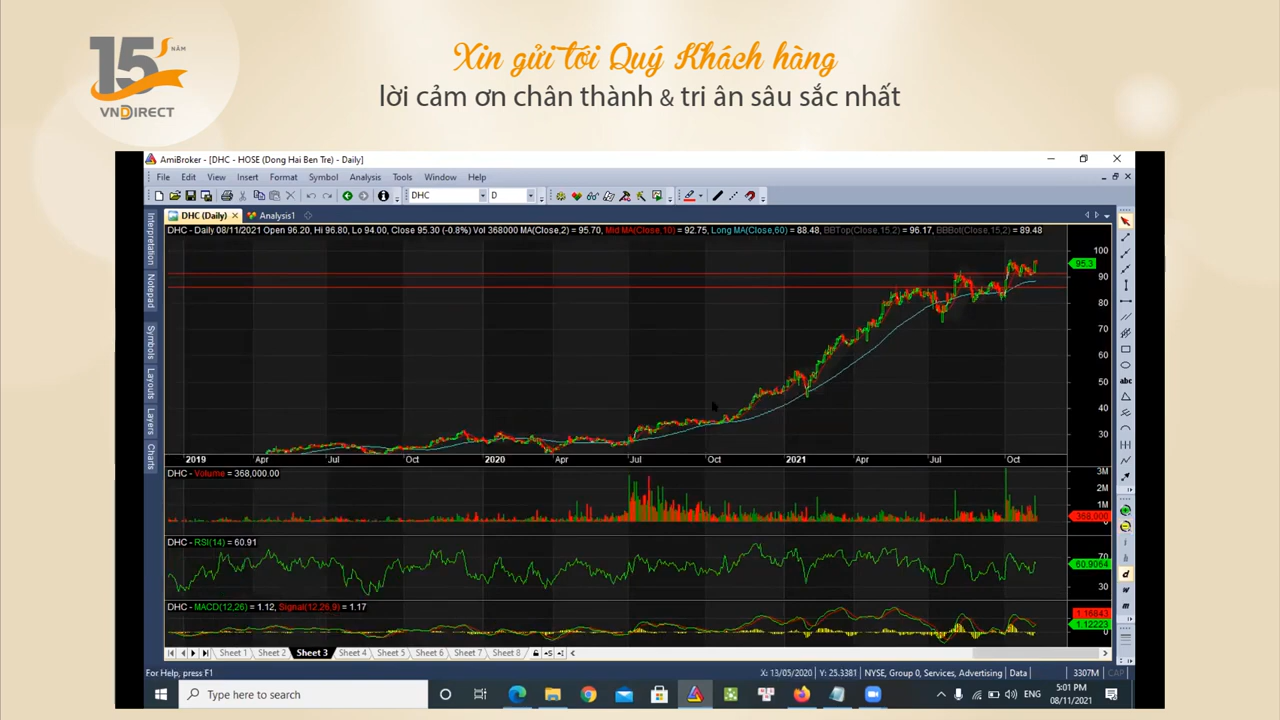 15 NĂM
VNDIRECT
Xin gửi tới Quý Khách hàng
lời cảm ơn chân thành & tri ân sâu sắc nhất
AmiBroker - [DHC - HOSE (Dong Hai Ben Tre) - Daily]
File Edit View Insert Format Symbol Analysis Tools Window Help
DHC D
DHC (Daily) Analysis1
DHC - Daily 08/11/2021 Open 96.20, Hi 96.80, Lo 94.00, Close 95.30 (-0.8%) Vol 368000 MA(Close,2) = 95.70, Mid MA(Close,10) = 92.75, Long MA(Close,60) = 88.48, BBTop(Close,15,2) = 96.17, BBBot(Close,15,2) = 89.48
Interpretation
Notepad
Symbols
Layouts
Layers
Charts
100
95.3
90
80
70
60
50
40
30
2019 Apr Jul Oct 2020 Apr Jul Oct 2021 Apr Jul Oct
DHC - Volume = 368,000.00
3M
2M
1M
368,000
DHC - RSI(14) = 60.91
70
60.9064
30
DHC - MACD(12,26) = 1.12, Signal(12,26,9) = 1.17
1.16843
1.12223
0
abc
d
w
m
Sheet 1 Sheet 2 Sheet 3 Sheet 4 Sheet 5 Sheet 6 Sheet 7 Sheet 8
For Help, press F1 X: 13/05/2020 Y: 25.3381 NYSE, Group 0, Services, Advertising Data 3307M CAP
Type here to search
ENG
5:01 PM
08/11/2021